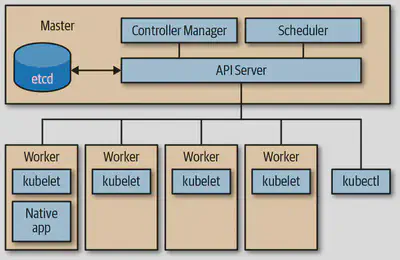 Master
Controller Manager
Scheduler
etcd
API Server
Worker
Worker
Worker
Worker
kubelet
kubelet
kubelet
kubelet
kubectl
Native
app